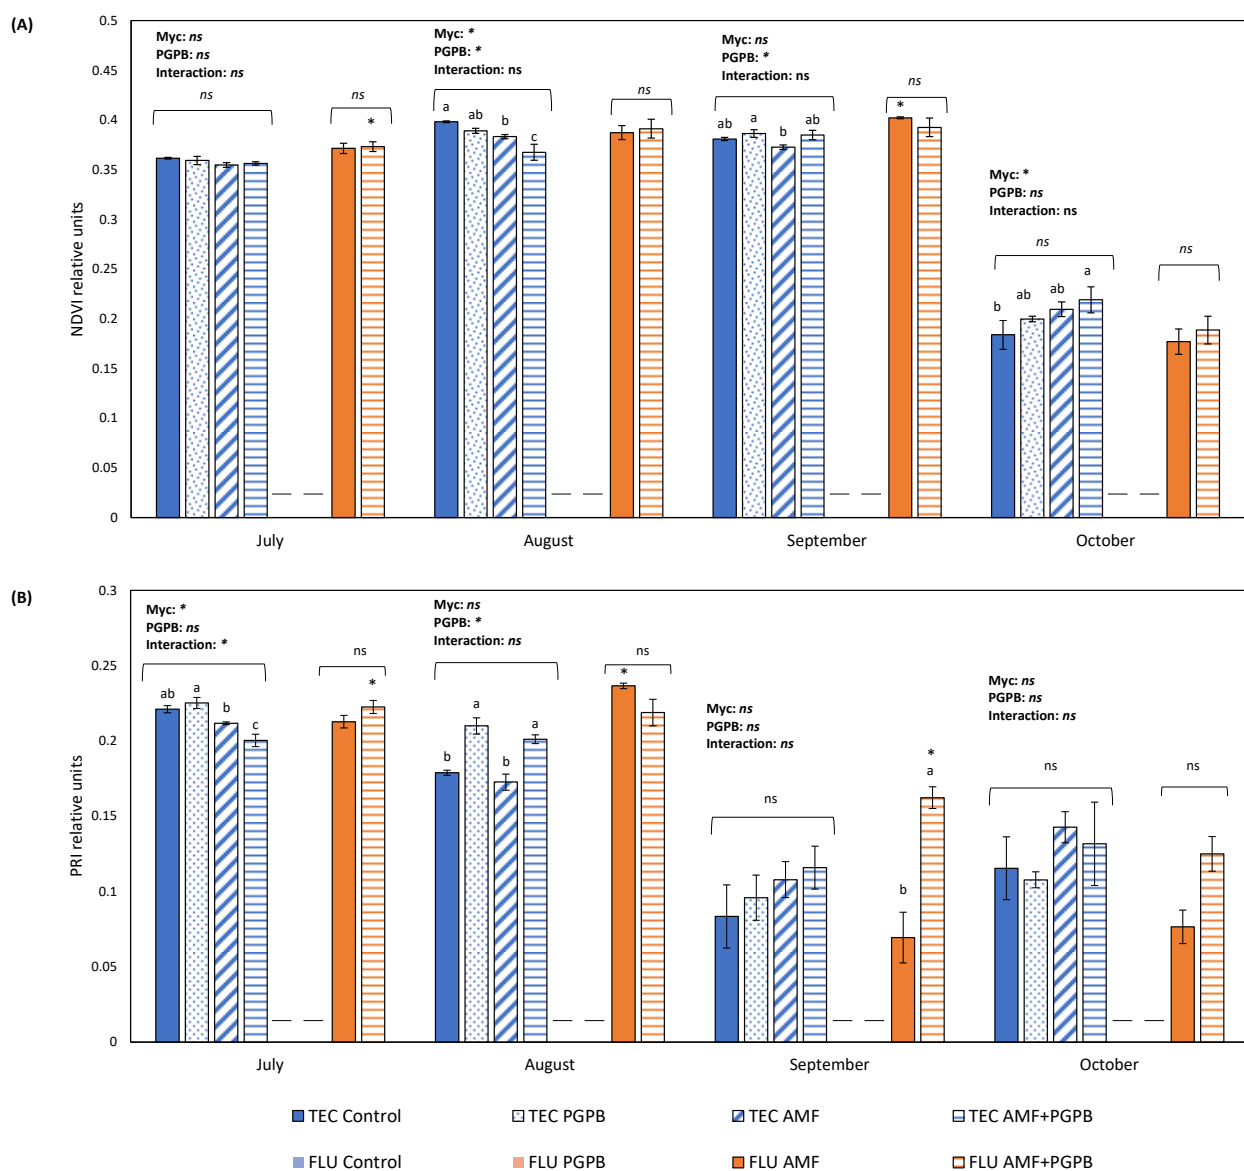 (A)
0.5
0.45
0.4
0.35
0.3
0.25
0.2
0.15
0.1
0.05
0
NDVI relative units
Myc: ns
PGPB: ns
Interaction: ns
ns
ns
*
Myc: *
PGPB: *
Interaction: ns
a
ab
b
c
ns
Myc: ns
PGPB: *
Interaction: ns
ab
a
b
ab
ns
*
Myc: *
PGPB: ns
Interaction: ns
ns
b
ab
ab
a
ns
July
August
September
October
(B)
0.3
0.25
0.2
0.15
0.1
0.05
0
PRI relative units
Myc: *
PGPB: ns
Interaction: *
ab
a
b
c
ns
*
Myc: ns
PGPB: *
Interaction: ns
b
a
b
a
ns
*
Myc: ns
PGPB: ns
Interaction: ns
ns
b
*
a
Myc: ns
PGPB: ns
Interaction: ns
ns
ns
July
August
September
October
TEC Control
TEC PGPB
TEC AMF
TEC AMF+PGPB
FLU Control
FLU PGPB
FLU AMF
FLU AMF+PGPB